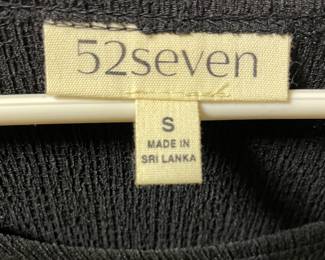 52seven
S
MADE IN
SRI LANKA